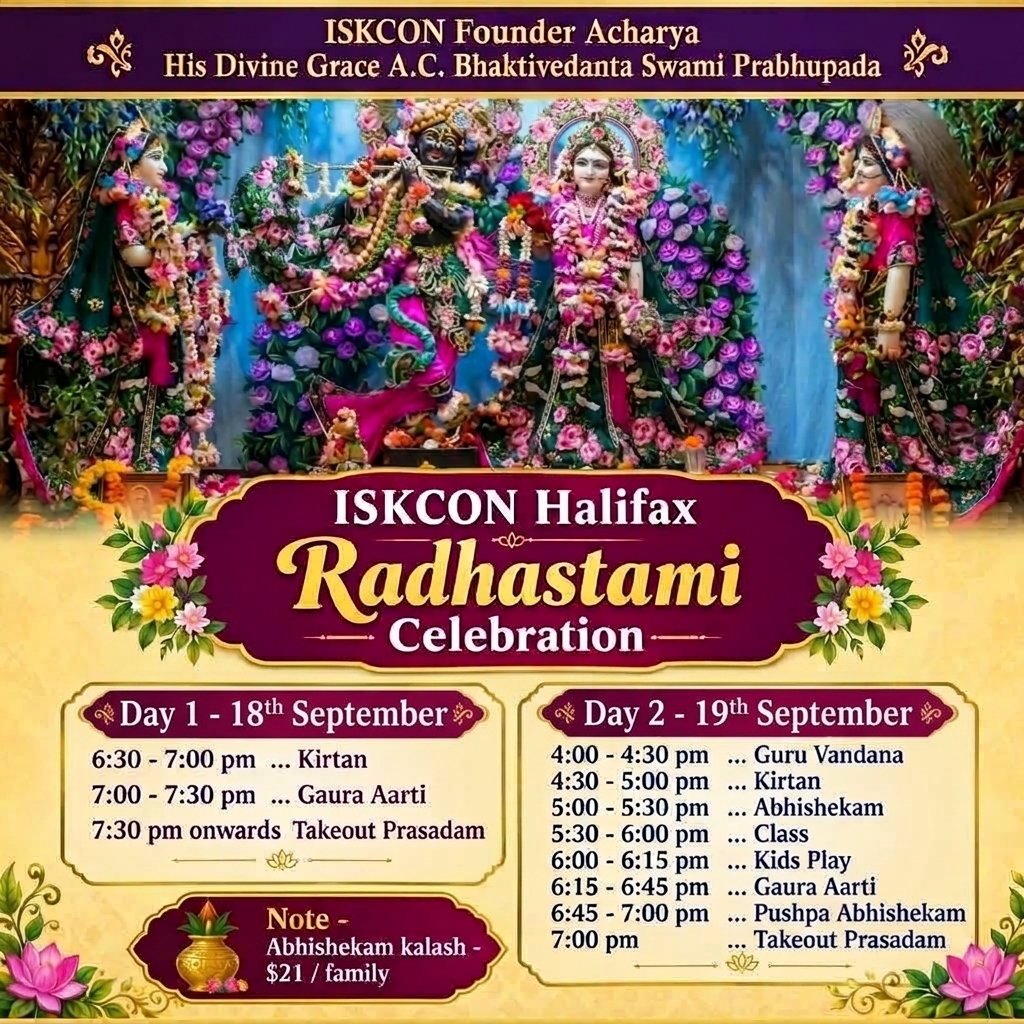 ISKCON Founder Acharya
His Divine Grace A.C. Bhaktivedanta Swami Prabhupada
ISKCON Halifax
Radhastami
Celebration
Day 1 - 18th September
6:30 - 7:00 pm ... Kirtan
7:00 - 7:30 pm ... Gaura Aarti
7:30 pm onwards Takeout Prasadam
Note -
Abhishekam kalash -
$21 / family
Day 2 - 19th September
4:00 - 4:30 pm ... Guru Vandana
4:30 - 5:00 pm ... Kirtan
5:00 - 5:30 pm ... Abhishekam
5:30 - 6:00 pm ... Class
6:00 - 6:15 pm ... Kids Play
6:15 - 6:45 pm ... Gaura Aarti
6:45 - 7:00 pm ... Pushpa Abhishekam
7:00 pm ... Takeout Prasadam